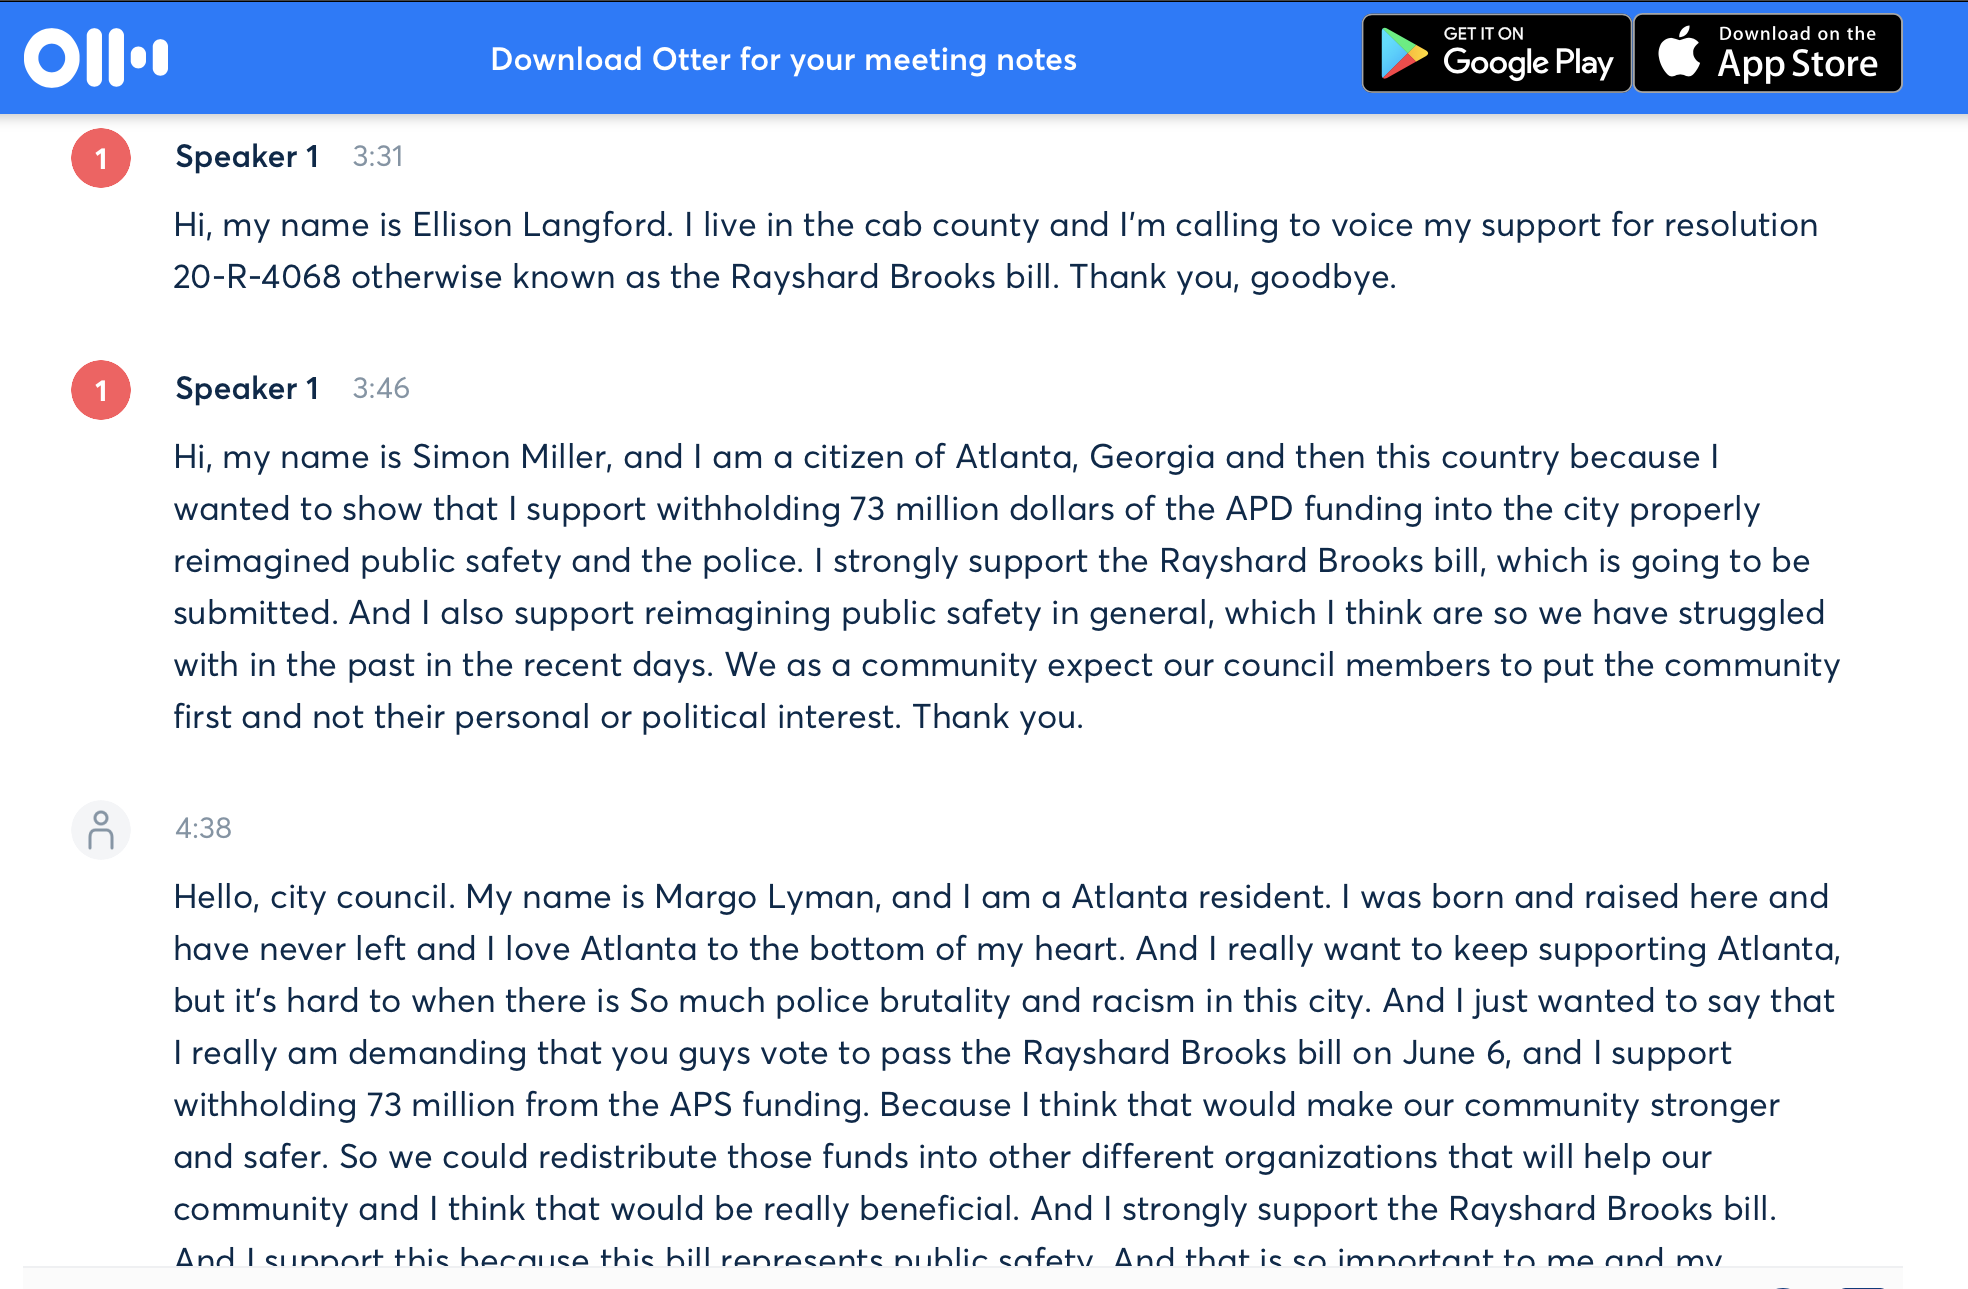 Download Otter for your meeting notes
GET IT ON
Google Play
Download on the
App Store
1
Speaker 1 3:31
Hi, my name is Ellison Langford. I live in the cab county and I'm calling to voice my support for resolution
20-R-4068 otherwise known as the Rayshard Brooks bill. Thank you, goodbye.
1
Speaker 1 3:46
Hi, my name is Simon Miller, and I am a citizen of Atlanta, Georgia and then this country because I
wanted to show that I support withholding 73 million dollars of the APD funding into the city properly
reimagined public safety and the police. I strongly support the Rayshard Brooks bill, which is going to be
submitted. And I also support reimagining public safety in general, which I think are so we have struggled
with in the past in the recent days. We as a community expect our council members to put the community
first and not their personal or political interest. Thank you.
4:38
Hello, city council. My name is Margo Lyman, and I am a Atlanta resident. I was born and raised here and
have never left and I love Atlanta to the bottom of my heart. And I really want to keep supporting Atlanta,
but it's hard to when there is So much police brutality and racism in this city. And I just wanted to say that
I really am demanding that you guys vote to pass the Rayshard Brooks bill on June 6, and I support
withholding 73 million from the APS funding. Because I think that would make our community stronger
and safer. So we could redistribute those funds into other different organizations that will help our
community and I think that would be really beneficial. And I strongly support the Rayshard Brooks bill.
And I support this because this bill represents public safety. And that is so important to me and my